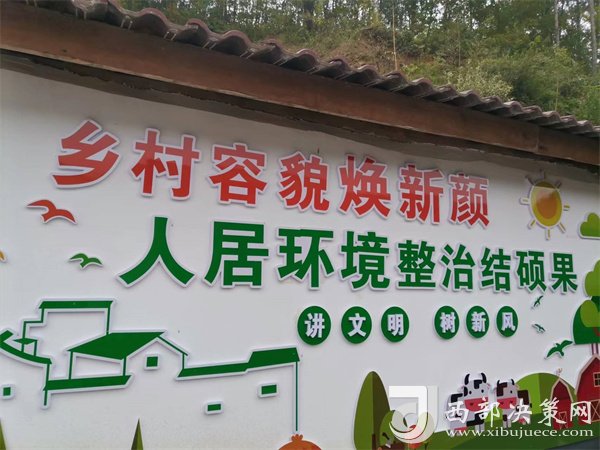 乡村容貌焕新颜
人居环境整治结硕果
讲文明 树新风
西部决策网
www.xibujuece.com